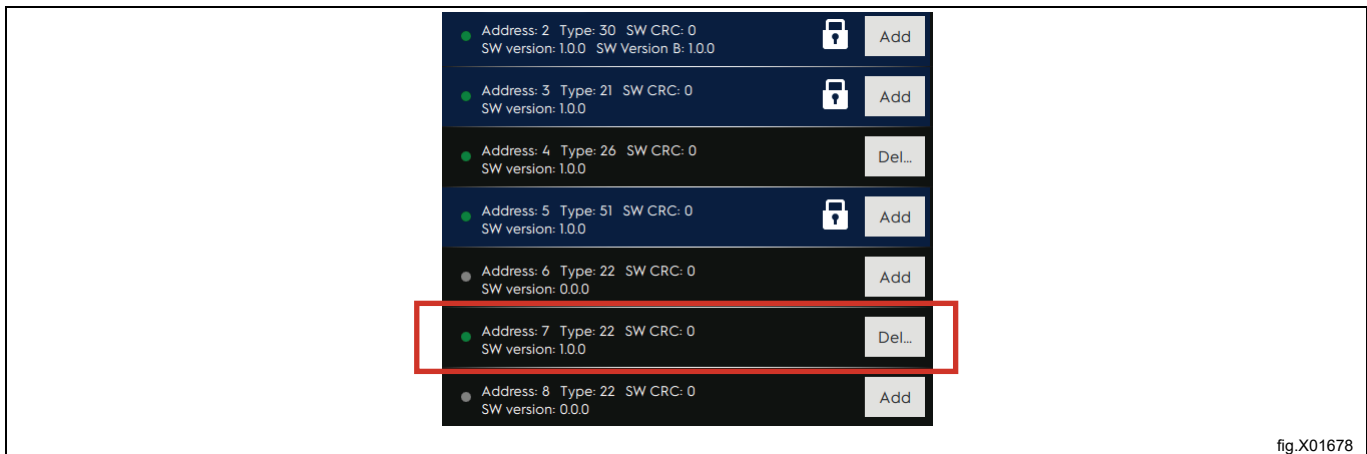 Address: 2 Type: 30 SW CRC: 0
SW version: 1.0.0 SW Version B: 1.0.0
Add
Address: 3 Type: 21 SW CRC: 0
SW version: 1.0.0
Add
Address: 4 Type: 26 SW CRC: 0
SW version: 1.0.0
Del...
Address: 5 Type: 51 SW CRC: 0
SW version: 1.0.0
Add
Address: 6 Type: 22 SW CRC: 0
SW version: 0.0.0
Add
Address: 7 Type: 22 SW CRC: 0
SW version: 1.0.0
Del...
Address: 8 Type: 22 SW CRC: 0
SW version: 0.0.0
Add
fig.X01678